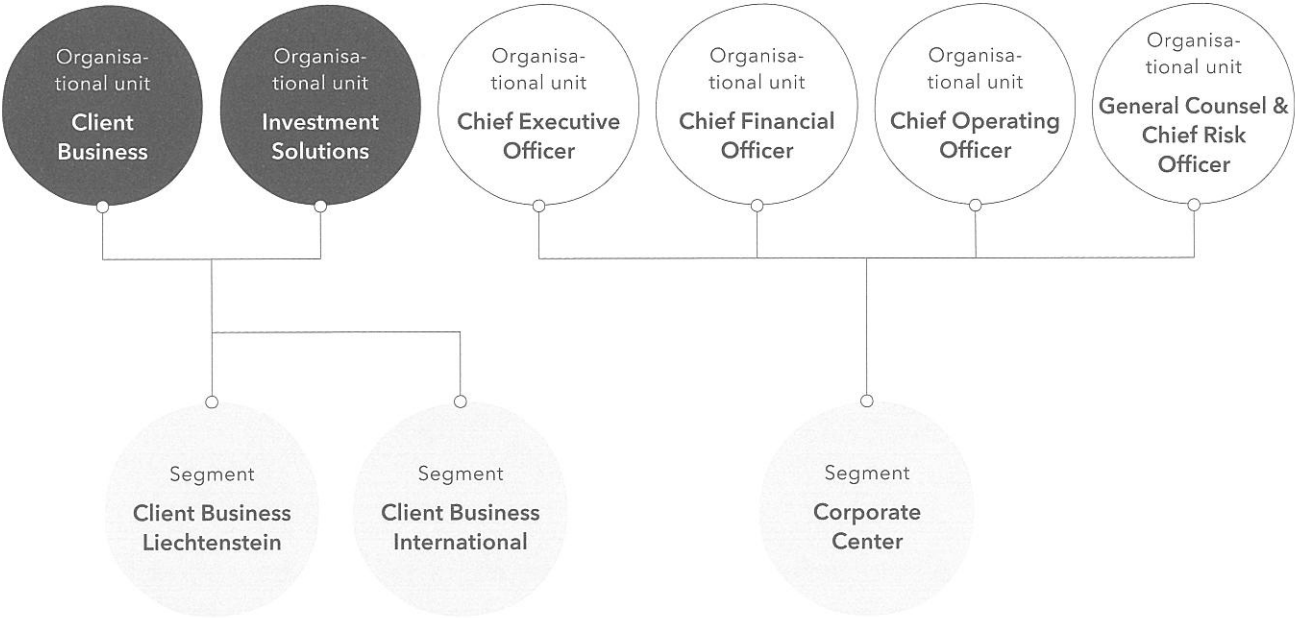 Organisa-
tional unit
Client
Business
Organisa-
tional unit
Investment
Solutions
Organisa-
tional unit
Chief Executive
Officer
Organisa-
tional unit
Chief Financial
Officer
Organisa-
tional unit
Chief Operating
Officer
Organisa-
tional unit
General Counsel &
Chief Risk
Officer
Segment
Client Business
Liechtenstein
Segment
Client Business
International
Segment
Corporate
Center